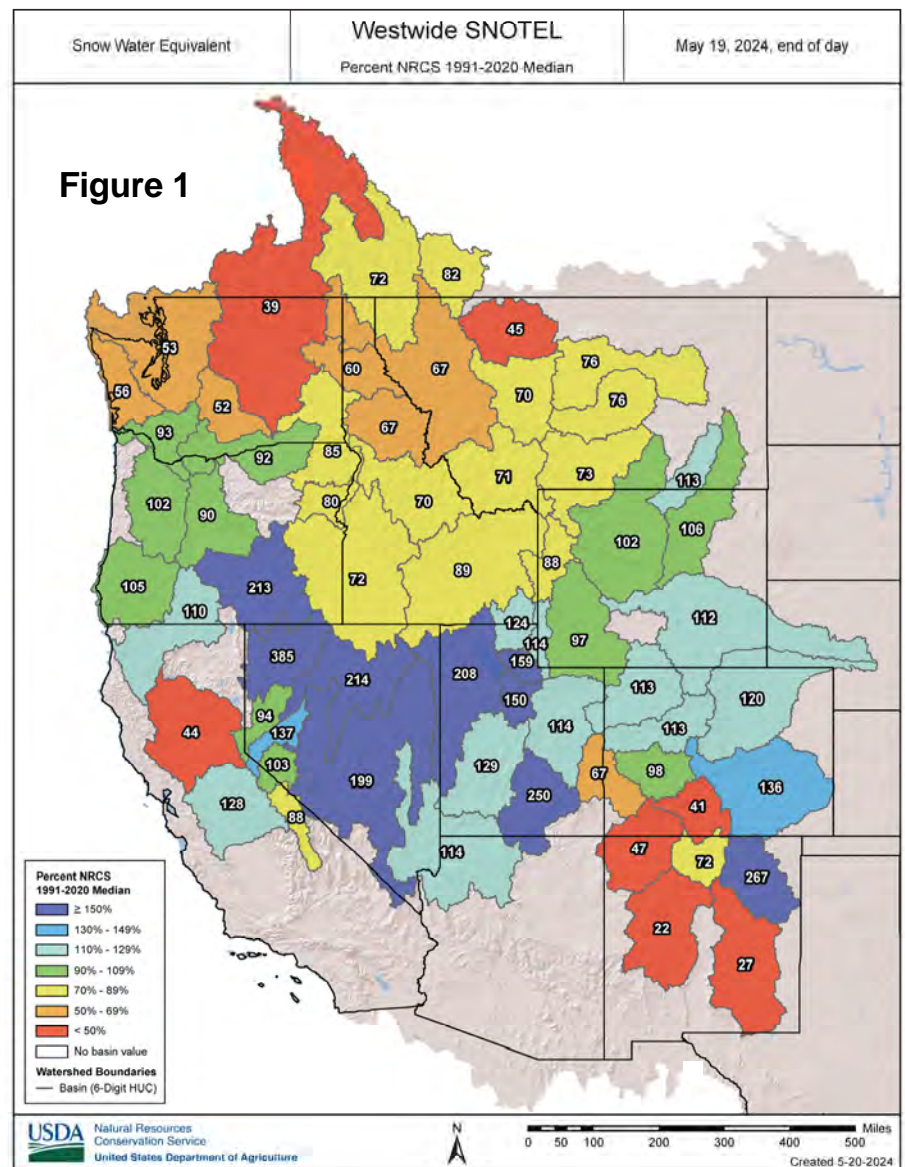 Snow Water Equivalent
Westwide SNOTEL
Percent NRCS 1991-2020 Median
May 19, 2024, end of day
Figure 1
72
82
39
45
53
60
67
76
56
70
76
52
67
93
92
85
71
73
113
102
80
70
90
102
106
105
213
72
89
88
110
124
97
112
385
214
208
114
159
150
113
120
94
137
114
113
44
103
129
67
98
136
199
250
128
88
41
114
47
72
267
22
27
Percent NRCS
1991-2020 Median
≥ 150%
130% - 149%
110% - 129%
90% - 109%
70% - 89%
50% - 69%
< 50%
No basin value
Watershed Boundaries
Basin (6-Digit HUC)
USDA
Natural Resources
Conservation Service
United States Department of Agriculture
N
Miles
0 50 100 200 300 400 500
Created 5-20-2024